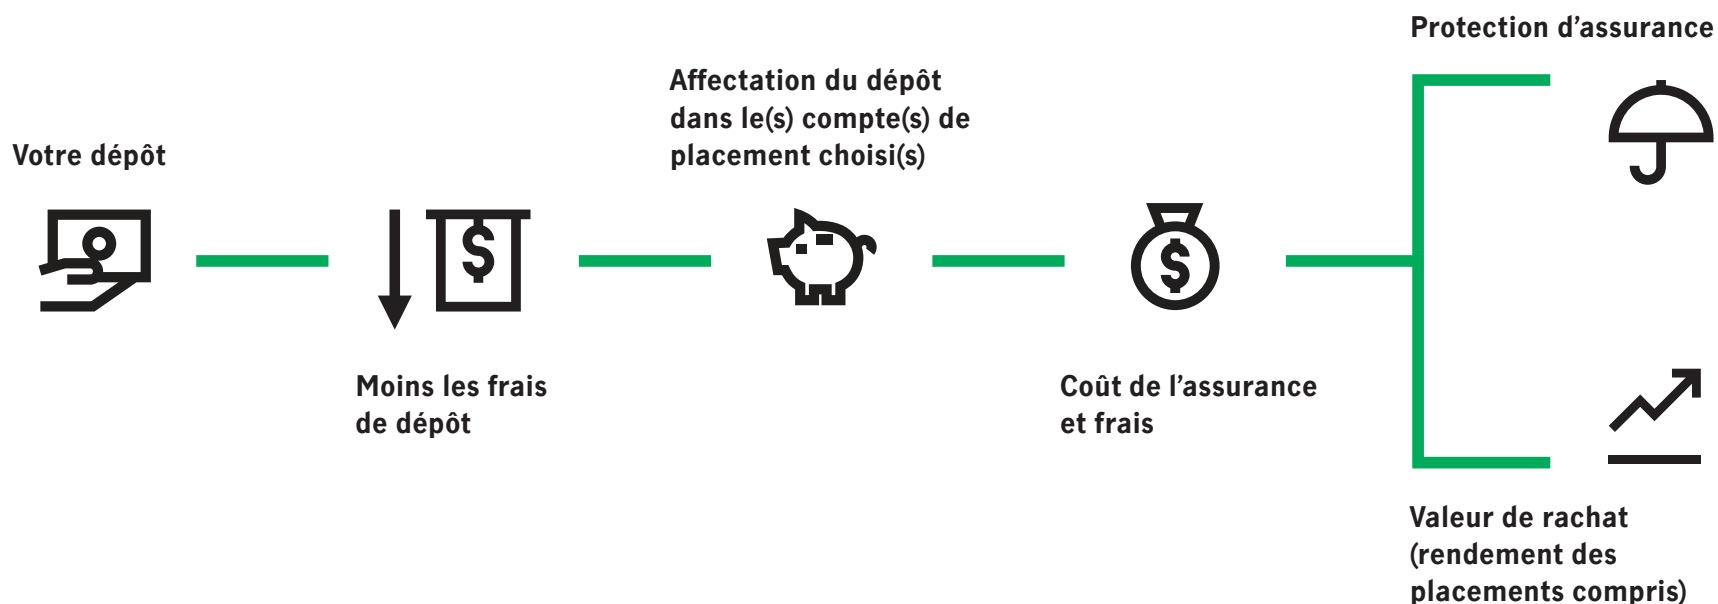 Votre dépôt
Moins les frais
de dépôt
Affectation du dépôt
dans le(s) compte(s) de
placement choisi(s)
Coût de l’assurance
et frais
Protection d’assurance
Valeur de rachat
(rendement des
placements compris)